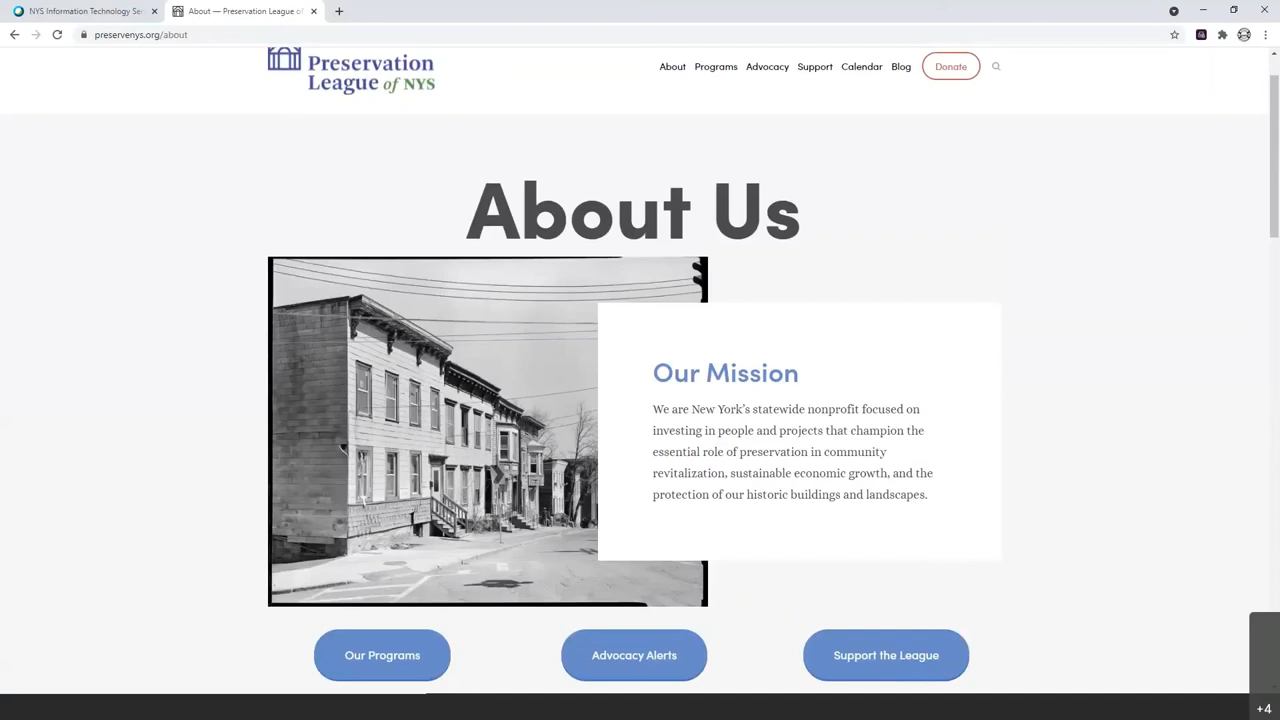 NYS Information Technology Ser
About — Preservation League of
preservenys.org/about
Preservation
League of NYS
About Programs Advocacy Support Calendar Blog Donate
About Us
Our Mission
We are New York's statewide nonprofit focused on
investing in people and projects that champion the
essential role of preservation in community
revitalization, sustainable economic growth, and the
protection of our historic buildings and landscapes.
Our Programs
Advocacy Alerts
Support the League
+4